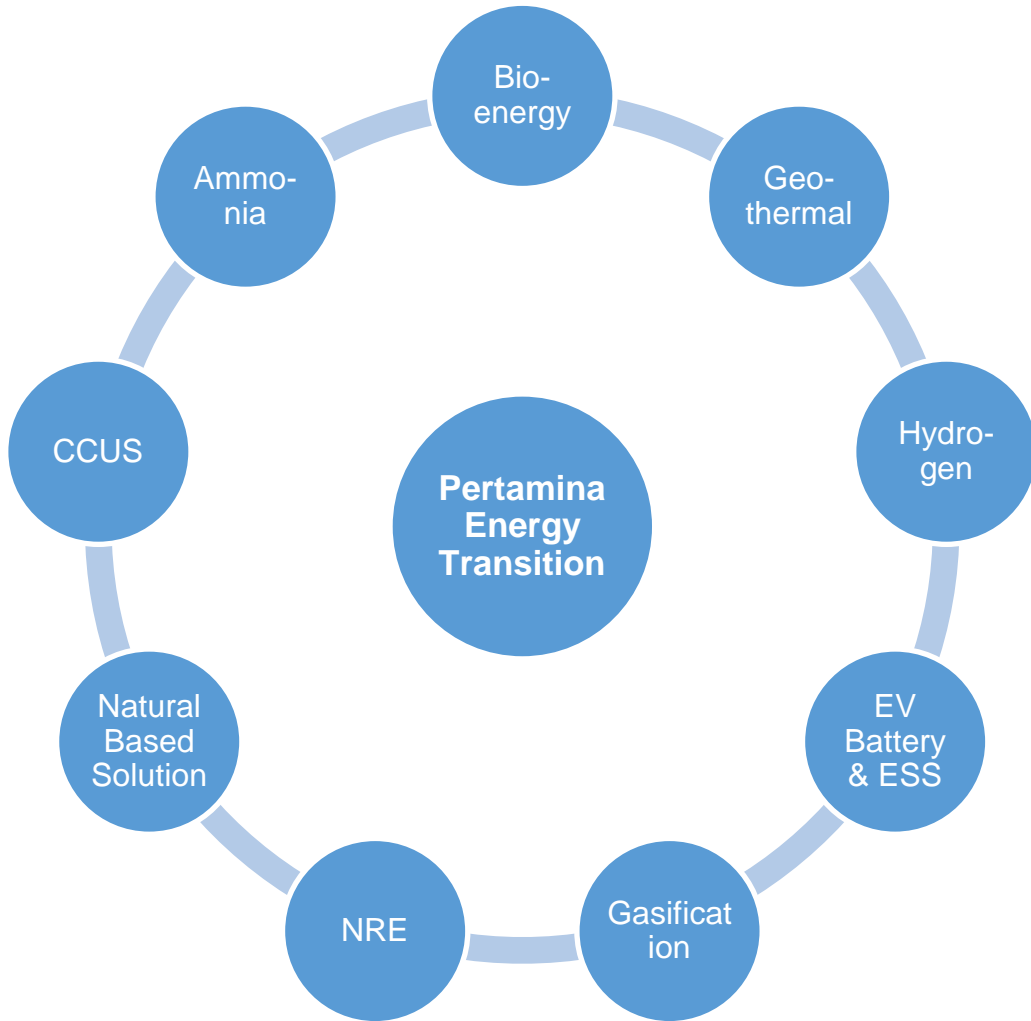 Bio-
energy
Geo-
thermal
Hydro-
gen
EV
Battery
& ESS
Gasificat
ion
NRE
Natural
Based
Solution
CCUS
Ammo-
nia
Pertamina
Energy
Transition